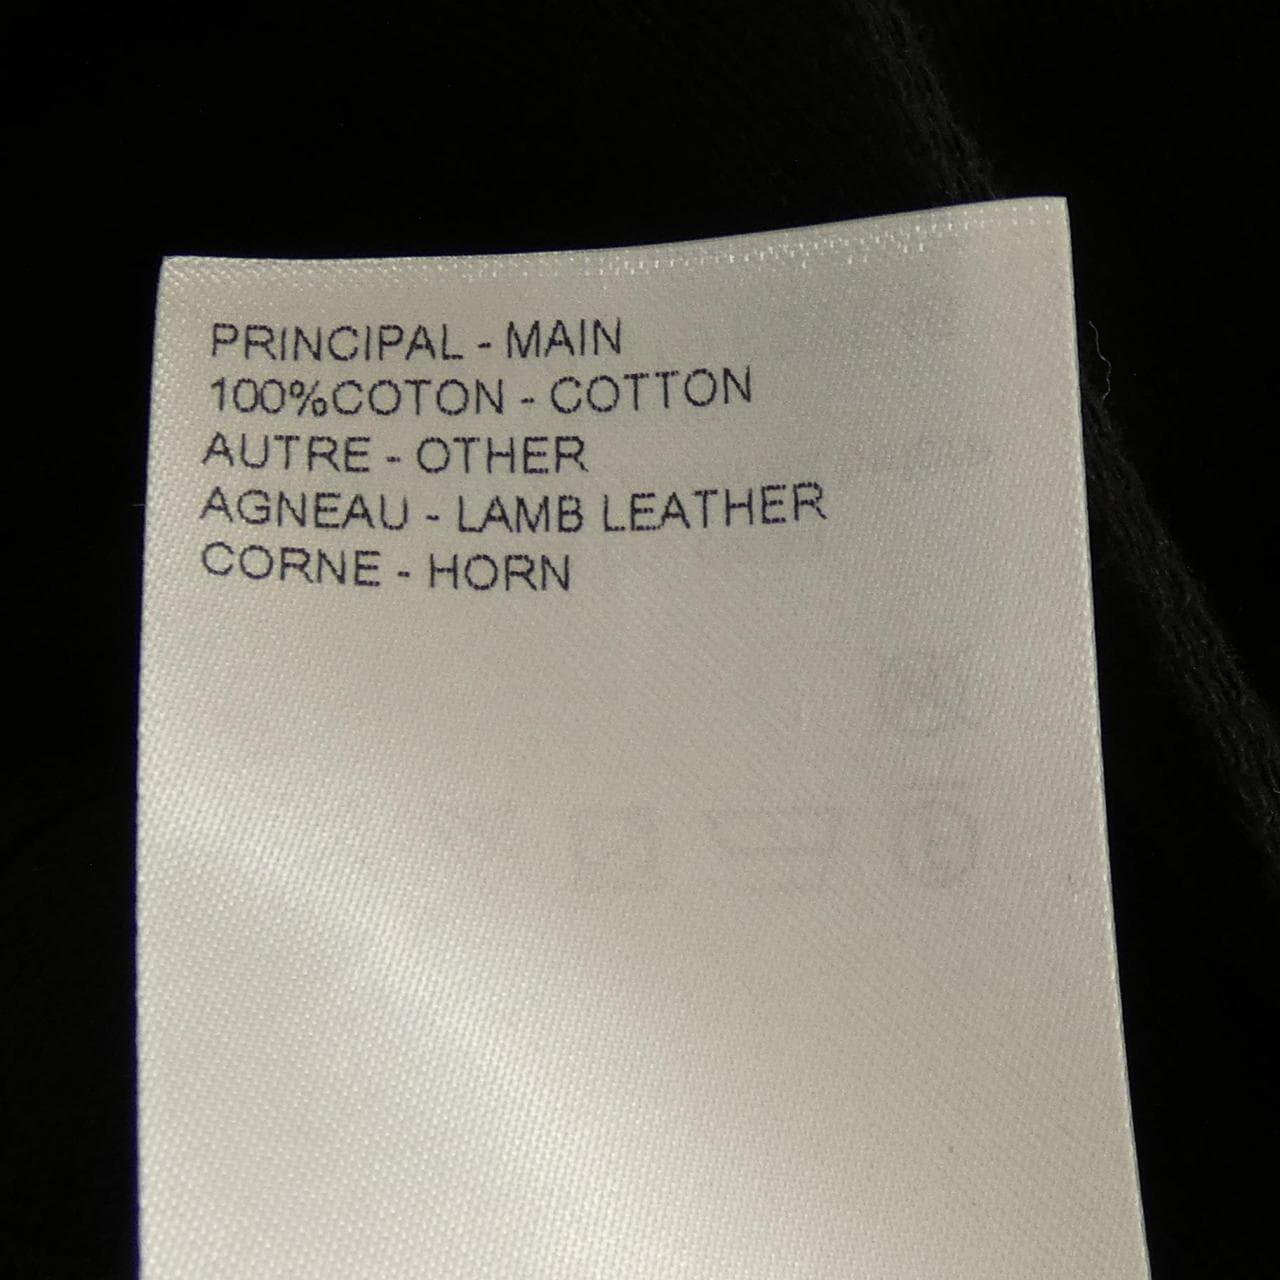 PRINCIPAL - MAIN
100%COTON - COTTON
AUTRE - OTHER
AGNEAU - LAMB LEATHER
CORNE - HORN